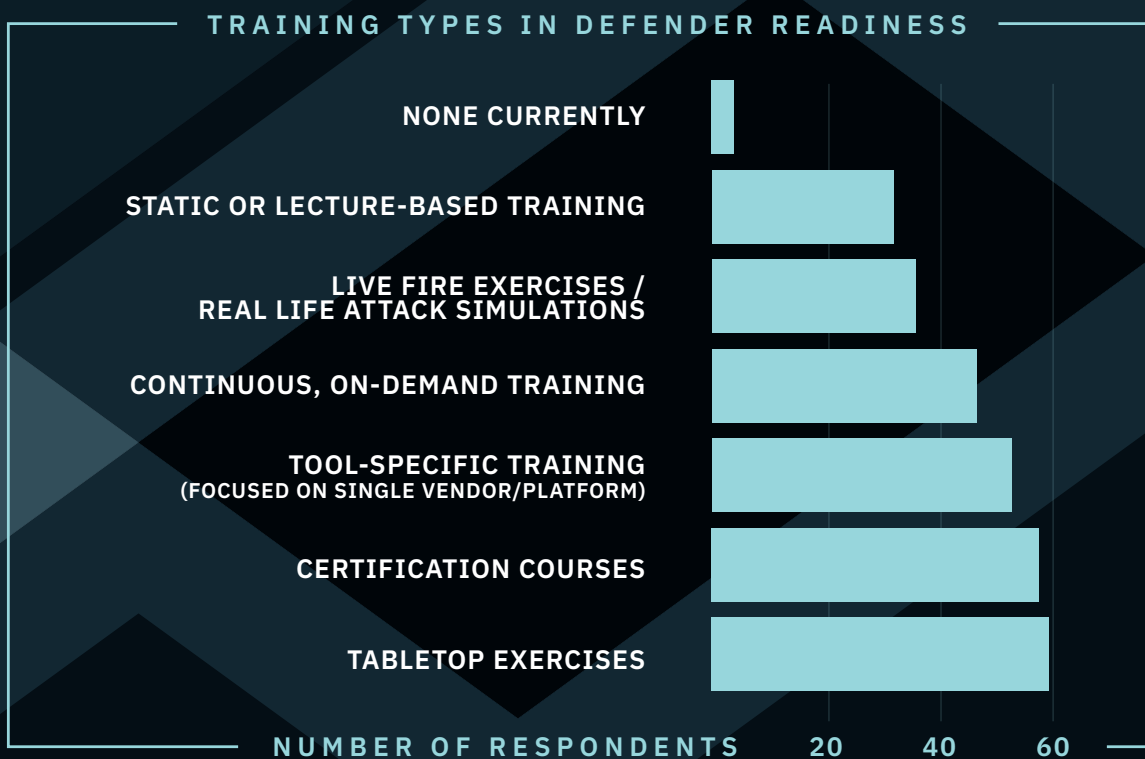 TRAINING TYPES IN DEFENDER READINESS
NONE CURRENTLY
STATIC OR LECTURE-BASED TRAINING
LIVE FIRE EXERCISES /
REAL LIFE ATTACK SIMULATIONS
CONTINUOUS, ON-DEMAND TRAINING
TOOL-SPECIFIC TRAINING
(FOCUSED ON SINGLE VENDOR/PLATFORM)
CERTIFICATION COURSES
TABLETOP EXERCISES
NUMBER OF RESPONDENTS 20 40 60